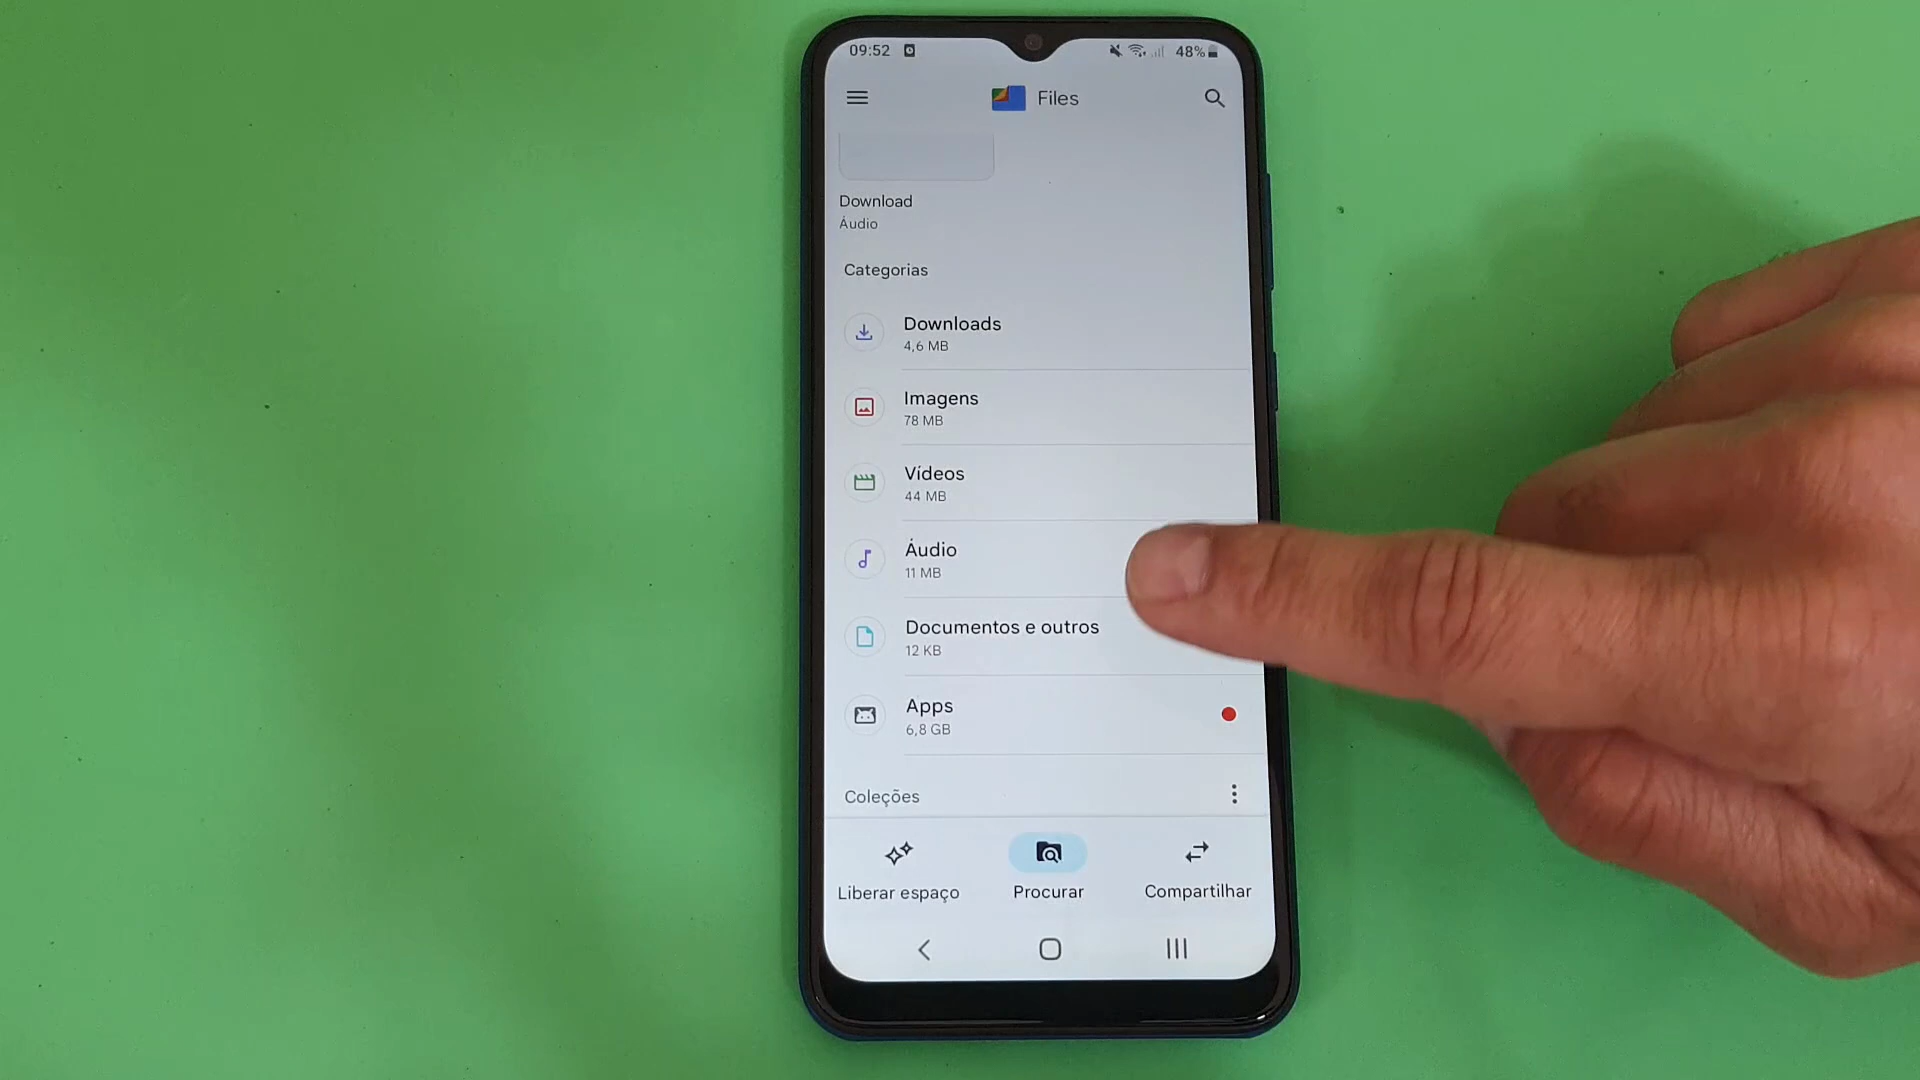 09:52
48%
Files
Download
Áudio
Categorias
Downloads
4,6 MB
Imagens
78 MB
Vídeos
44 MB
Áudio
11 MB
Documentos e outros
12 KB
Apps
6,8 GB
Coleções
Liberar espaço
Procurar
Compartilhar